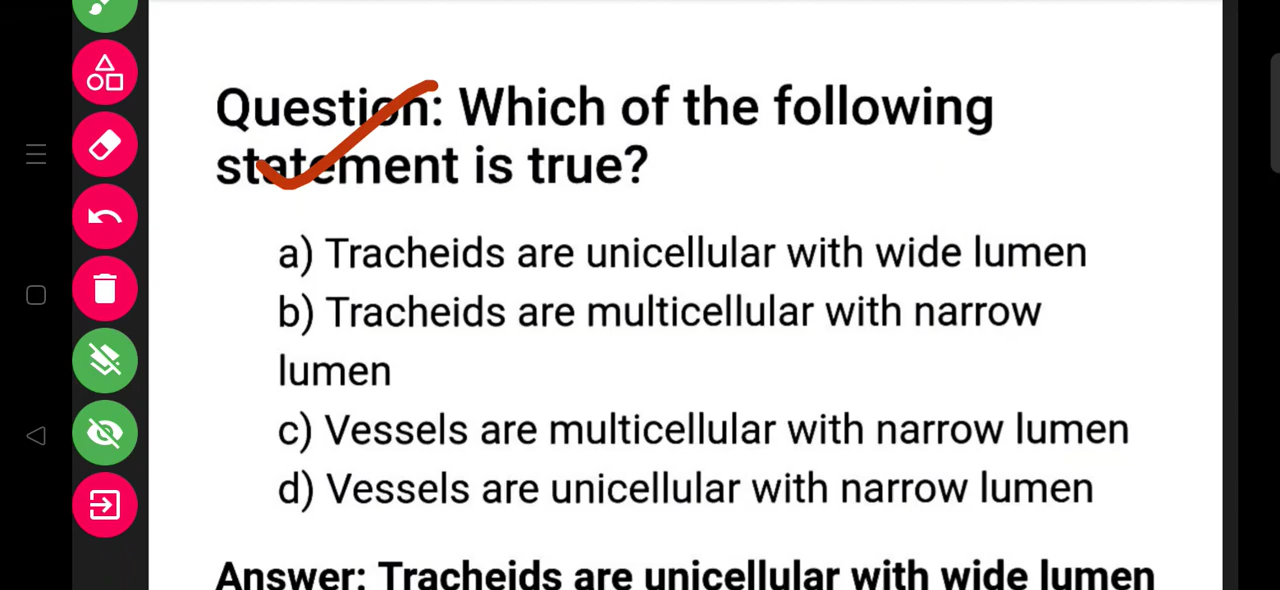 Question: Which of the following
statement is true?
a) Tracheids are unicellular with wide lumen
b) Tracheids are multicellular with narrow
lumen
c) Vessels are multicellular with narrow lumen
d) Vessels are unicellular with narrow lumen
Answer: Tracheids are unicellular with wide lumen